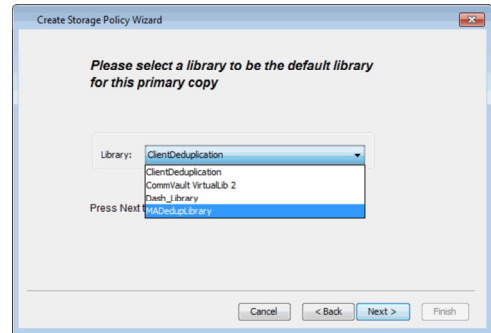 Create Storage Policy Wizard
Please select a library to be the default library
for this primary copy
Library: ClientDeduplication
ClientDeduplication
CommVault VirtualLib 2
Dash_Library
Press Next t MADedupLibrary
Cancel < Back Next > Finish